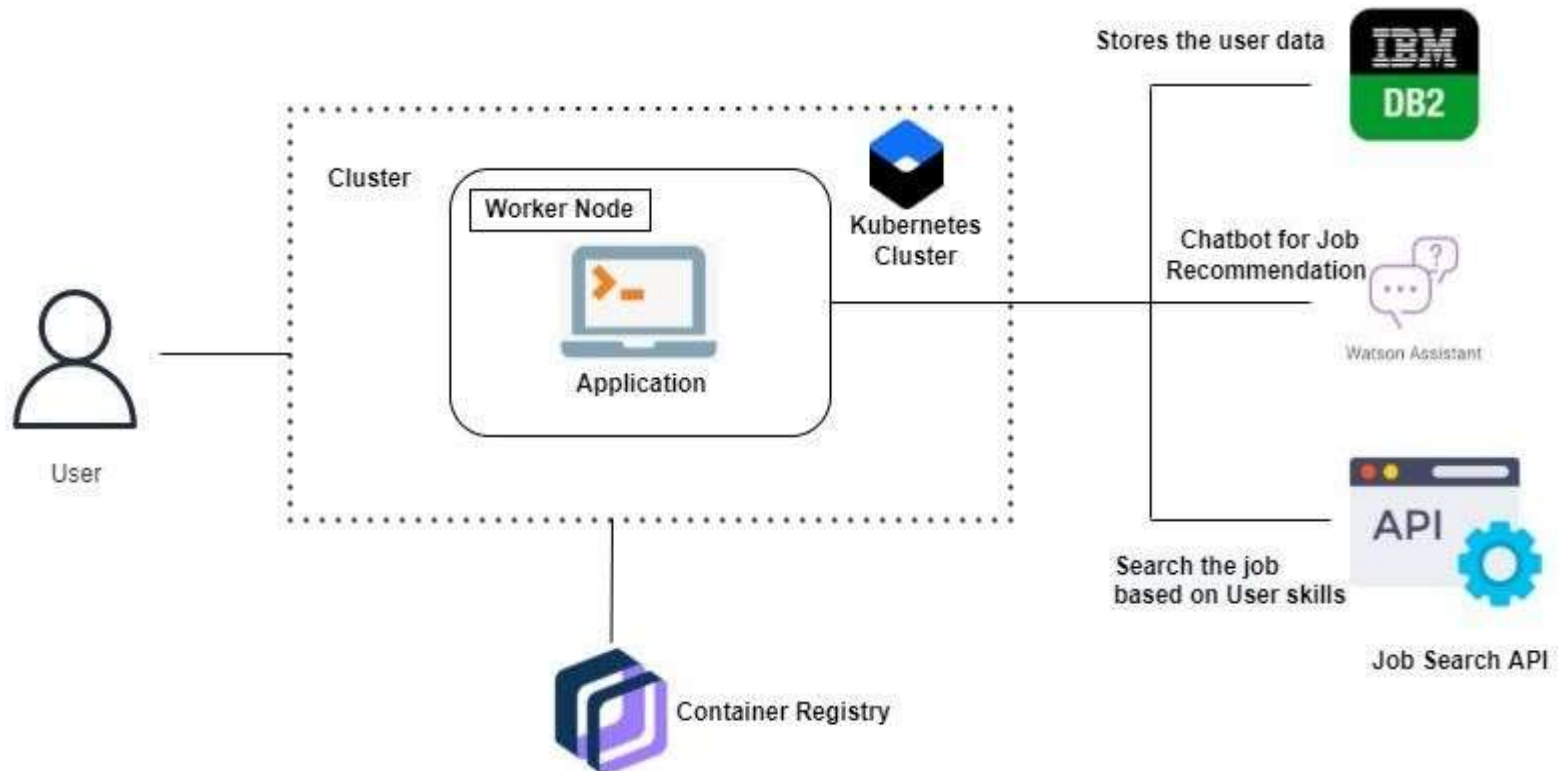 Stores the user data
IBM
DB2
Cluster
Worker Node
Kubernetes
Cluster
Application
Chatbot for Job
Recommendation
?
Watson Assistant
User
API
Search the job
based on User skills
Job Search API
Container Registry